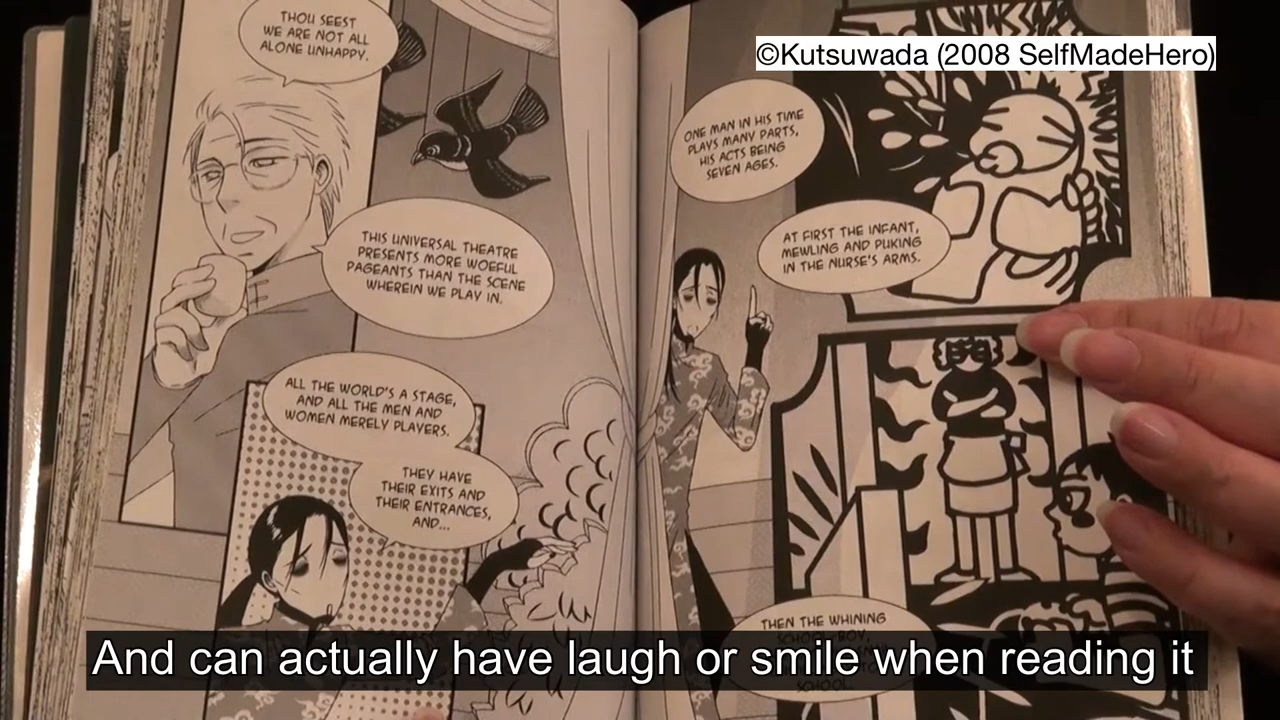 THOU SEEST
WE ARE NOT ALL
ALONE UNHAPPY.
THIS UNIVERSAL THEATRE
PRESENTS MORE WOEFUL
PAGEANTS THAN THE SCENE
WHEREIN WE PLAY IN.
ALL THE WORLD'S A STAGE,
AND ALL THE MEN AND
WOMEN MERELY PLAYERS.
THEY HAVE
THEIR EXITS AND
THEIR ENTRANCES,
AND...
©Kutsuwada (2008 SelfMadeHero)
ONE MAN IN HIS TIME
PLAYS MANY PARTS,
HIS ACTS BEING
SEVEN AGES.
AT FIRST THE INFANT,
MEWLING AND PUKING
IN THE NURSE'S ARMS.
THEN THE WHINING
SCHOOL-BOY,
SCHOOL.
And can actually have laugh or smile when reading it